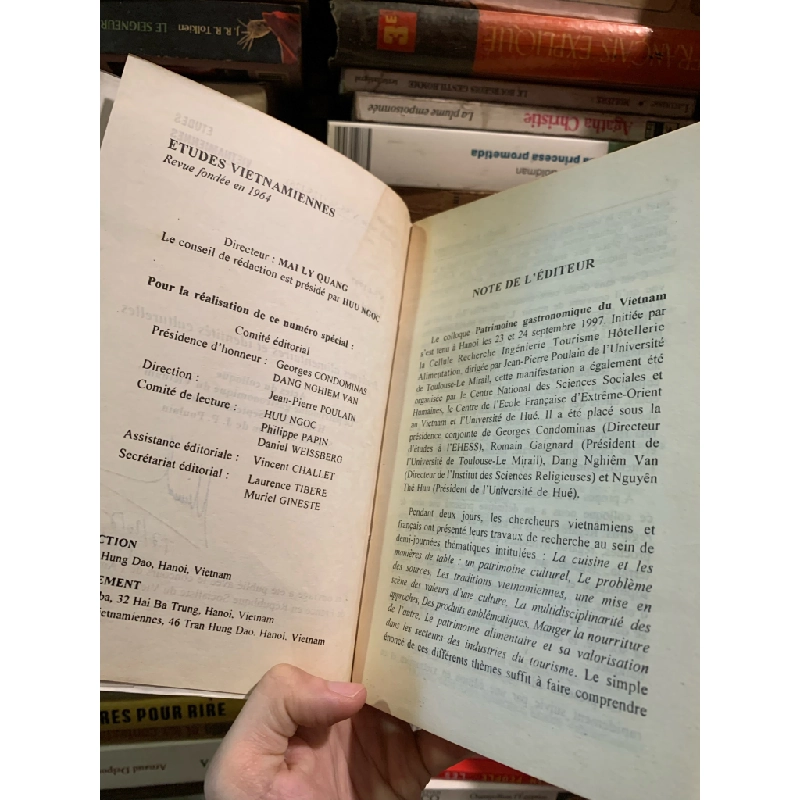 J. R. R. Tolkien
LE SEIGNEUR
3E
FRANÇAIS EXPLIQUÉ
LE BOURGEOIS GENTILHOMME
MOLIÈRE
La plume empoisonnée
Agatha Christie
princesa prometida
Goldman
ETUDES VIETNAMIENNES
Revue fondée en 1964
Directeur : MAI LY QUANG
Le conseil de rédaction est présidé par HUU NGOC
Pour la réalisation de ce numéro spécial :
Comité éditorial
Présidence d'honneur : Georges CONDOMINAS
DANG NGHIEM VAN
Direction : Jean-Pierre POULAIN
Comité de lecture : HUU NGOC
Philippe PAPIN
Daniel WEISSBERG
Assistance éditoriale : Vincent CHALLET
Secrétariat éditorial : Laurence TIBERE
Muriel GINESTE
CTION
Hung Dao, Hanoi, Vietnam
EMENT
ba, 32 Hai Ba Trung, Hanoi, Vietnam
ietnamiennes, 46 Tran Hung Dao, Hanoi, Vietnam
NOTE DE L'ÉDITEUR
Le colloque Patrimoine gastronomique du Vietnam
s'est tenu à Hanoi les 23 et 24 septembre 1997. Initiée par
la Cellule Recherche Ingénierie Tourisme Hôtellerie
Alimentation, dirigée par Jean-Pierre Poulain de l'Université
de Toulouse-Le Mirail, cette manifestation a également été
organisée par le Centre National des Sciences Sociales et
Humaines, le Centre de l'Ecole Française d'Extrême-Orient
au Vietnam et l'Université de Hué. Il a été placé sous la
présidence conjointe de Georges Condominas (Directeur
d'études à l'EHESS), Romain Gaignard (Président de
l'Université de Toulouse-Le Mirail), Dang Nghiêm Van
(Directeur de l'Institut des Sciences Religieuses) et Nguyên
Thê Huu (Président de l'Université de Hué).
Pendant deux jours, les chercheurs vietnamiens et
français ont présenté leurs travaux de recherche au sein de
demi-journées thématiques intitulées : La cuisine et les
manières de table : un patrimoine culturel, Le problème
des sources, Les traditions vietnamiennes, une mise en
scène des valeurs d'une culture, La multidisciplinarité des
approches, Des produits emblématiques, Manger la nourriture
de l'autre, Le patrimoine alimentaire et sa valorisation
dans les secteurs des industries du tourisme. Le simple
énoncé de ces différents thèmes suffit à faire comprendre
RES POUR RIRE